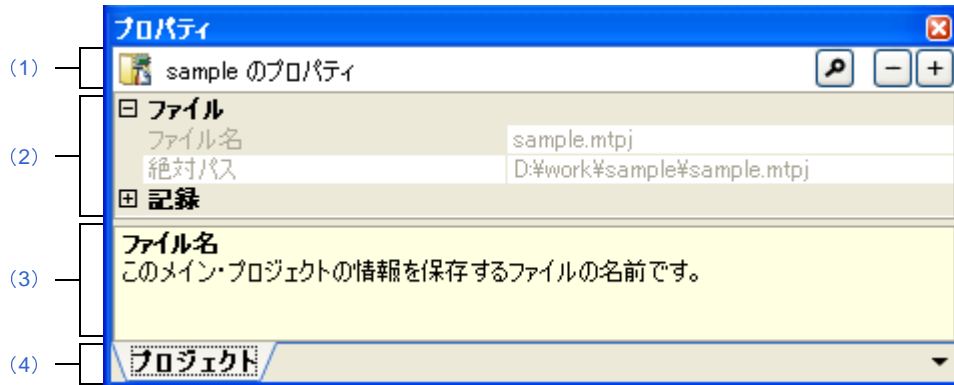 プロパティ
(1) sample のプロパティ
(2)
ファイル
ファイル名 sample.mtpj
絶対パス D:¥work¥sample¥sample.mtpj
記録
(3)
ファイル名
このメイン・プロジェクトの情報を保存するファイルの名前です。
(4) プロジェクト